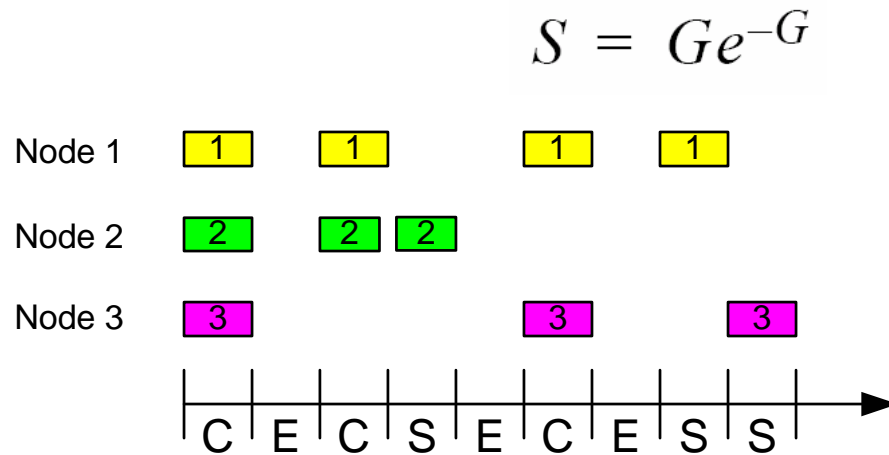 S = Ge^{-G}
Node 1 1 1 1 1
Node 2 2 2 2
Node 3 3 3 3
C E C S E C E S S